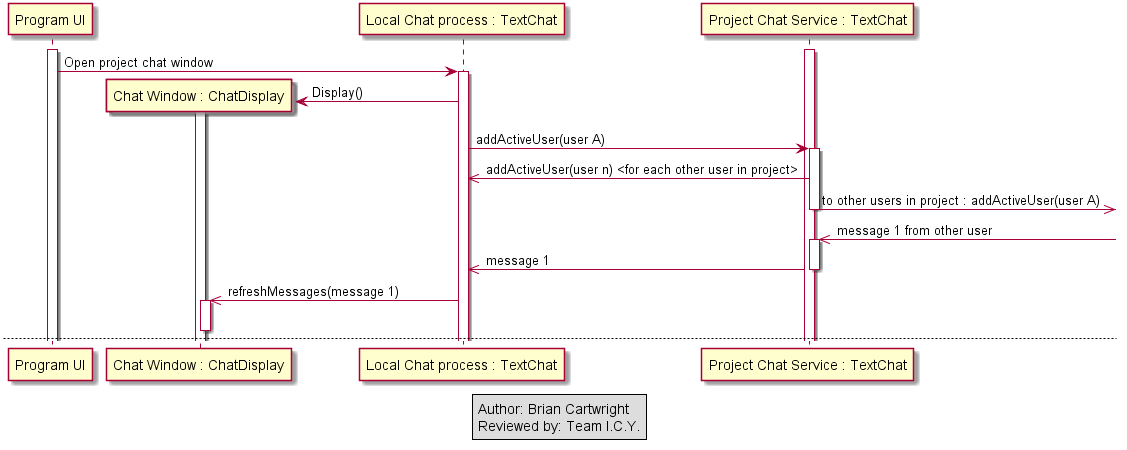 Program UI
Local Chat process : TextChat
Project Chat Service : TextChat
Open project chat window
Chat Window : ChatDisplay
Display()
addActiveUser(user A)
addActiveUser(user n) <for each other user in project>
to other users in project : addActiveUser(user A)
message 1 from other user
message 1
refreshMessages(message 1)
Program UI
Chat Window : ChatDisplay
Local Chat process : TextChat
Project Chat Service : TextChat
Author: Brian Cartwright
Reviewed by: Team I.C.Y.